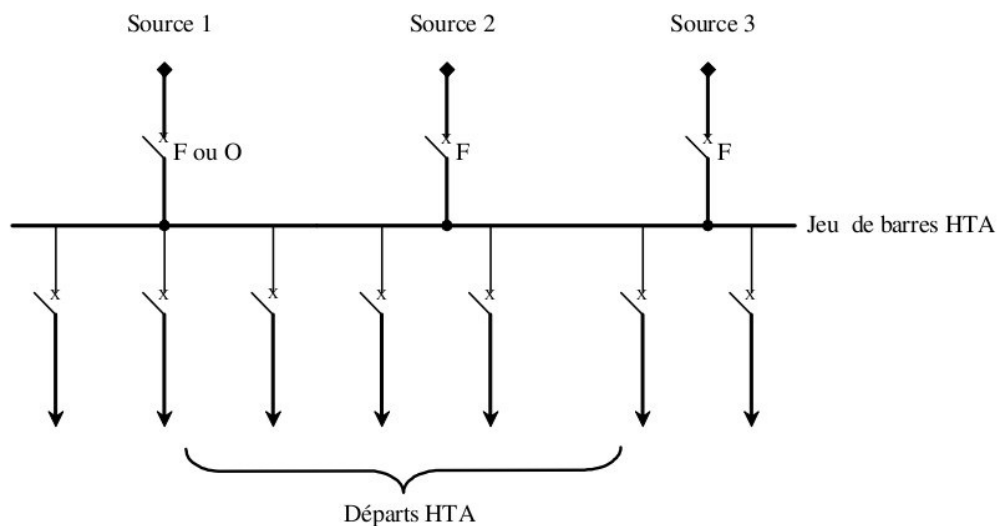 Source 1 Source 2 Source 3
x x x
F ou O F F
Jeu de barres HTA
x x x x x x x
Départs HTA